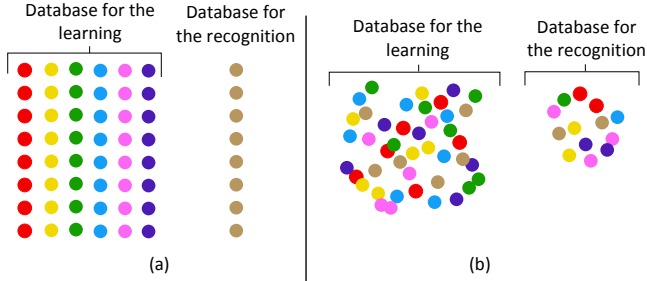 Database for the
learning
Database for
the recognition
(a)
Database for the
learning
Database for
the recognition
(b)